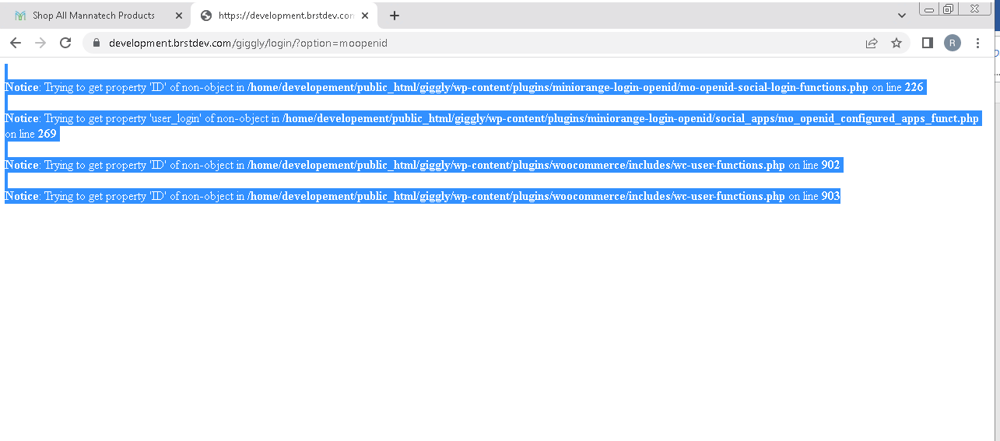 Shop All Mannatech Products
https://development.brstdev.com
development.brstdev.com/giggly/login/?option=moopenid
R
Notice: Trying to get property 'ID' of non-object in /home/developement/public_html/giggly/wp-content/plugins/miniorange-login-openid/mo-openid-social-login-functions.php on line 226
Notice: Trying to get property 'user_login' of non-object in /home/developement/public_html/giggly/wp-content/plugins/miniorange-login-openid/social_apps/mo_openid_configured_apps_funct.php
on line 269
Notice: Trying to get property 'ID' of non-object in /home/developement/public_html/giggly/wp-content/plugins/woocommerce/includes/wc-user-functions.php on line 902
Notice: Trying to get property 'ID' of non-object in /home/developement/public_html/giggly/wp-content/plugins/woocommerce/includes/wc-user-functions.php on line 903